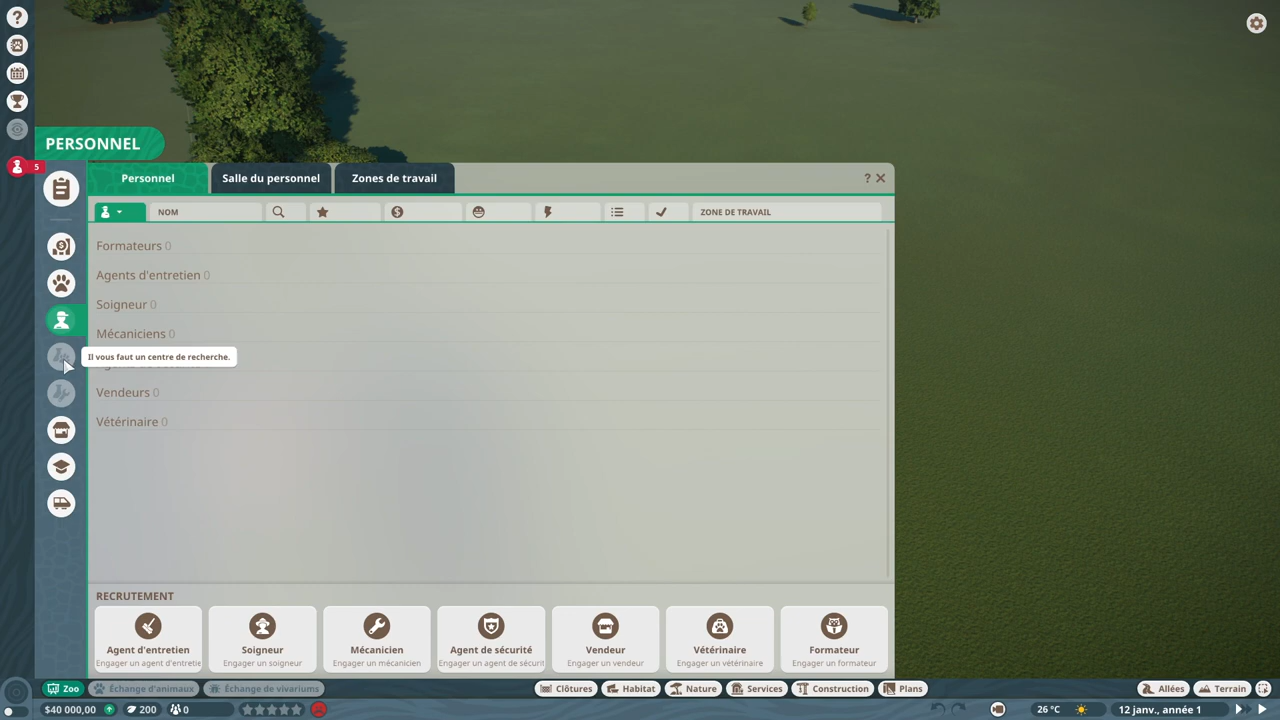 5
PERSONNEL
Personnel
Salle du personnel
Zones de travail
?
NOM
ZONE DE TRAVAIL
Formateurs 0
Agents d'entretien 0
Soigneur 0
Mécaniciens 0
Il vous faut un centre de recherche.
Vendeurs 0
Vétérinaire 0
RECRUTEMENT
Agent d'entretien
Engager un agent d'entretie
Soigneur
Engager un soigneur
Mécanicien
Engager un mécanicien
Agent de sécurité
Engager un agent de sécurit
Vendeur
Engager un vendeur
Vétérinaire
Engager un vétérinaire
Formateur
Engager un formateur
Zoo
Échange d'animaux
Échange de vivariums
Clôtures
Habitat
Nature
Services
Construction
Plans
Allées
Terrain
$40 000,00
200
0
26 °C
12 janv., année 1